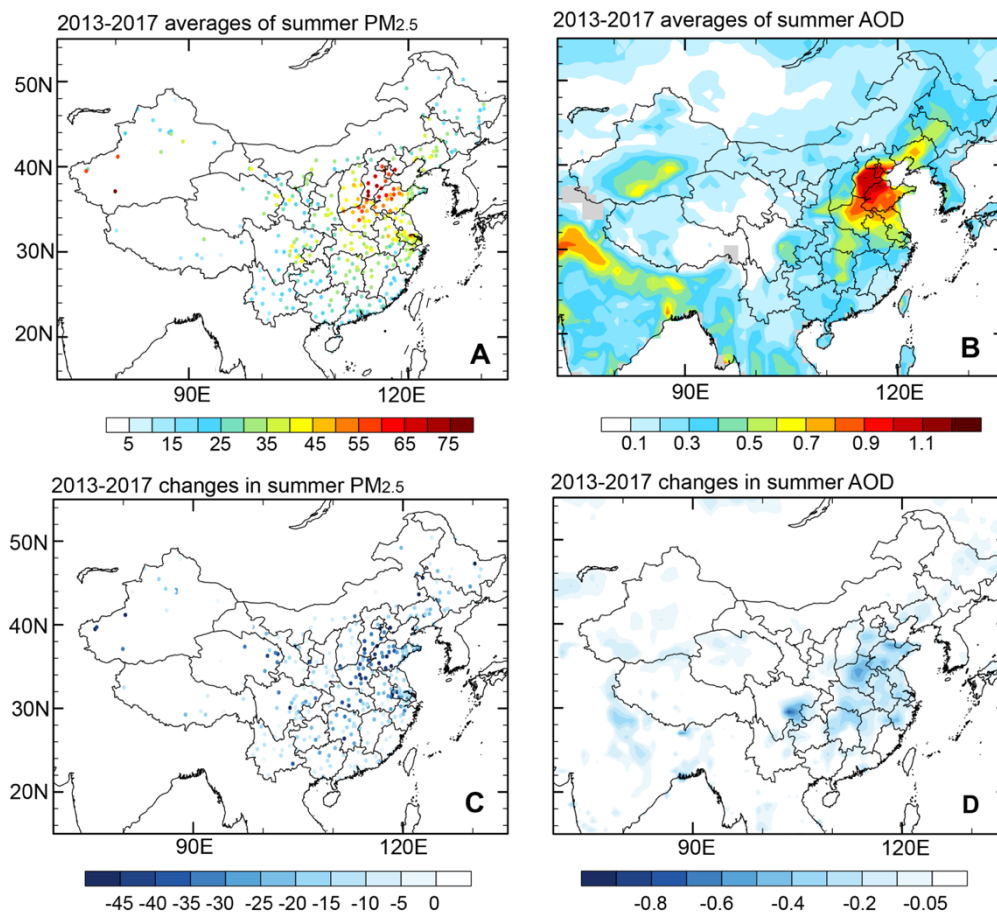 2013-2017 averages of summer PM2.5
2013-2017 averages of summer AOD
50N
40N
30N
20N
A
B
90E 120E
90E 120E
5 15 25 35 45 55 65 75
0.1 0.3 0.5 0.7 0.9 1.1
2013-2017 changes in summer PM2.5
2013-2017 changes in summer AOD
50N
40N
30N
20N
C
D
90E 120E
90E 120E
-45 -40 -35 -30 -25 -20 -15 -10 -5 0
-0.8 -0.6 -0.4 -0.2 -0.05